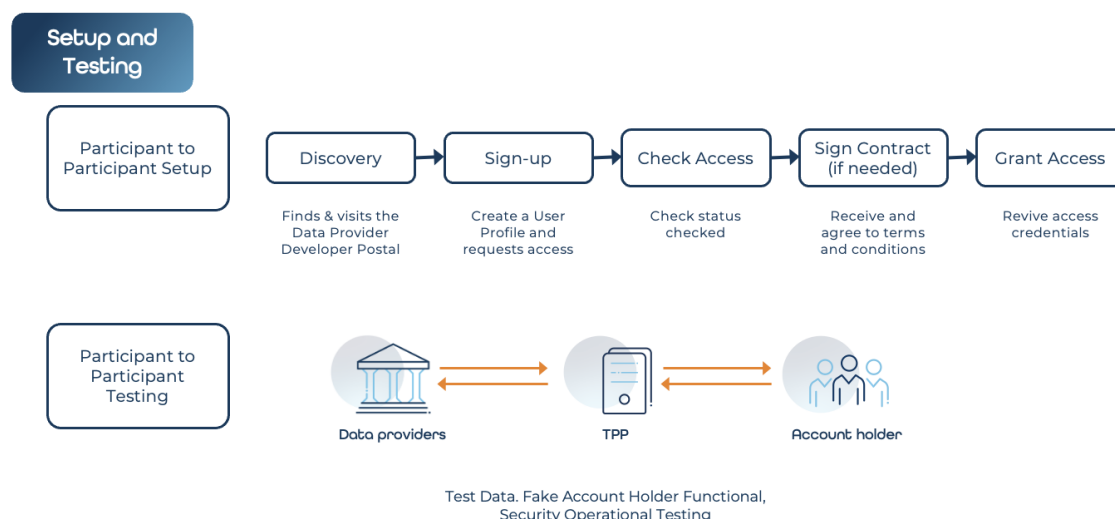 Setup and
Testing
Participant to
Participant Setup
Discovery
Sign-up
Check Access
Sign Contract
(if needed)
Grant Access
Finds & visits the
Data Provider
Developer Postal
Create a User
Profile and
requests access
Check status
checked
Receive and
agree to terms
and conditions
Revive access
credentials
Participant to
Participant
Testing
Data providers
TPP
Account holder
Test Data. Fake Account Holder Functional,
Security Operational Testing